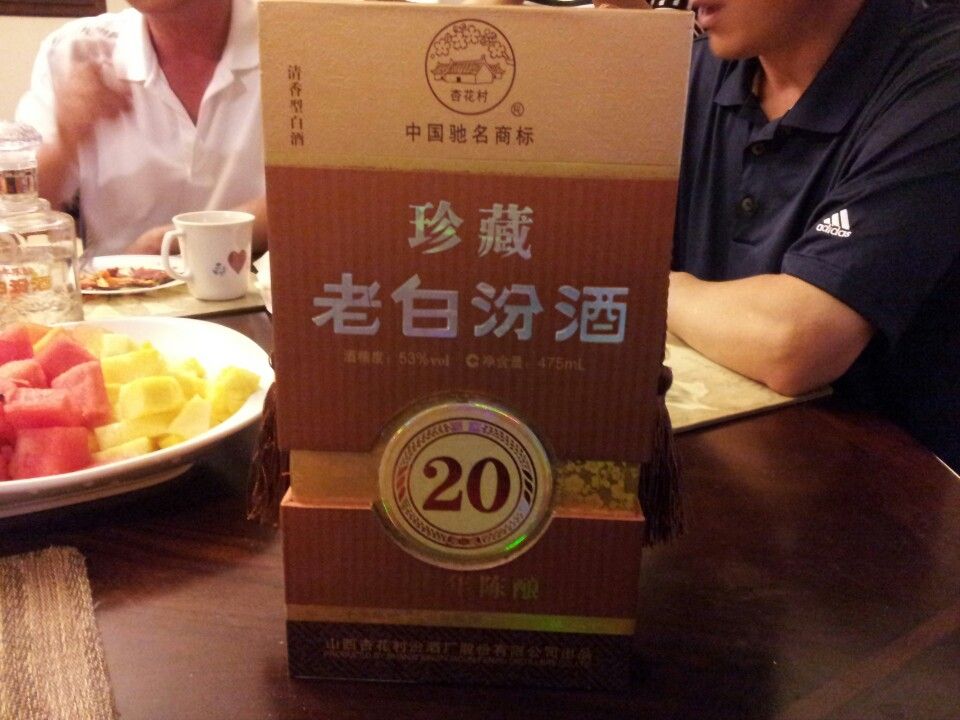 清香型白酒
杏花村
®
中国驰名商标
珍藏
老白汾酒
酒精度：53%vol 净含量：475mL
20
年陈酿
山西杏花村汾酒厂股份有限公司出品
adidas